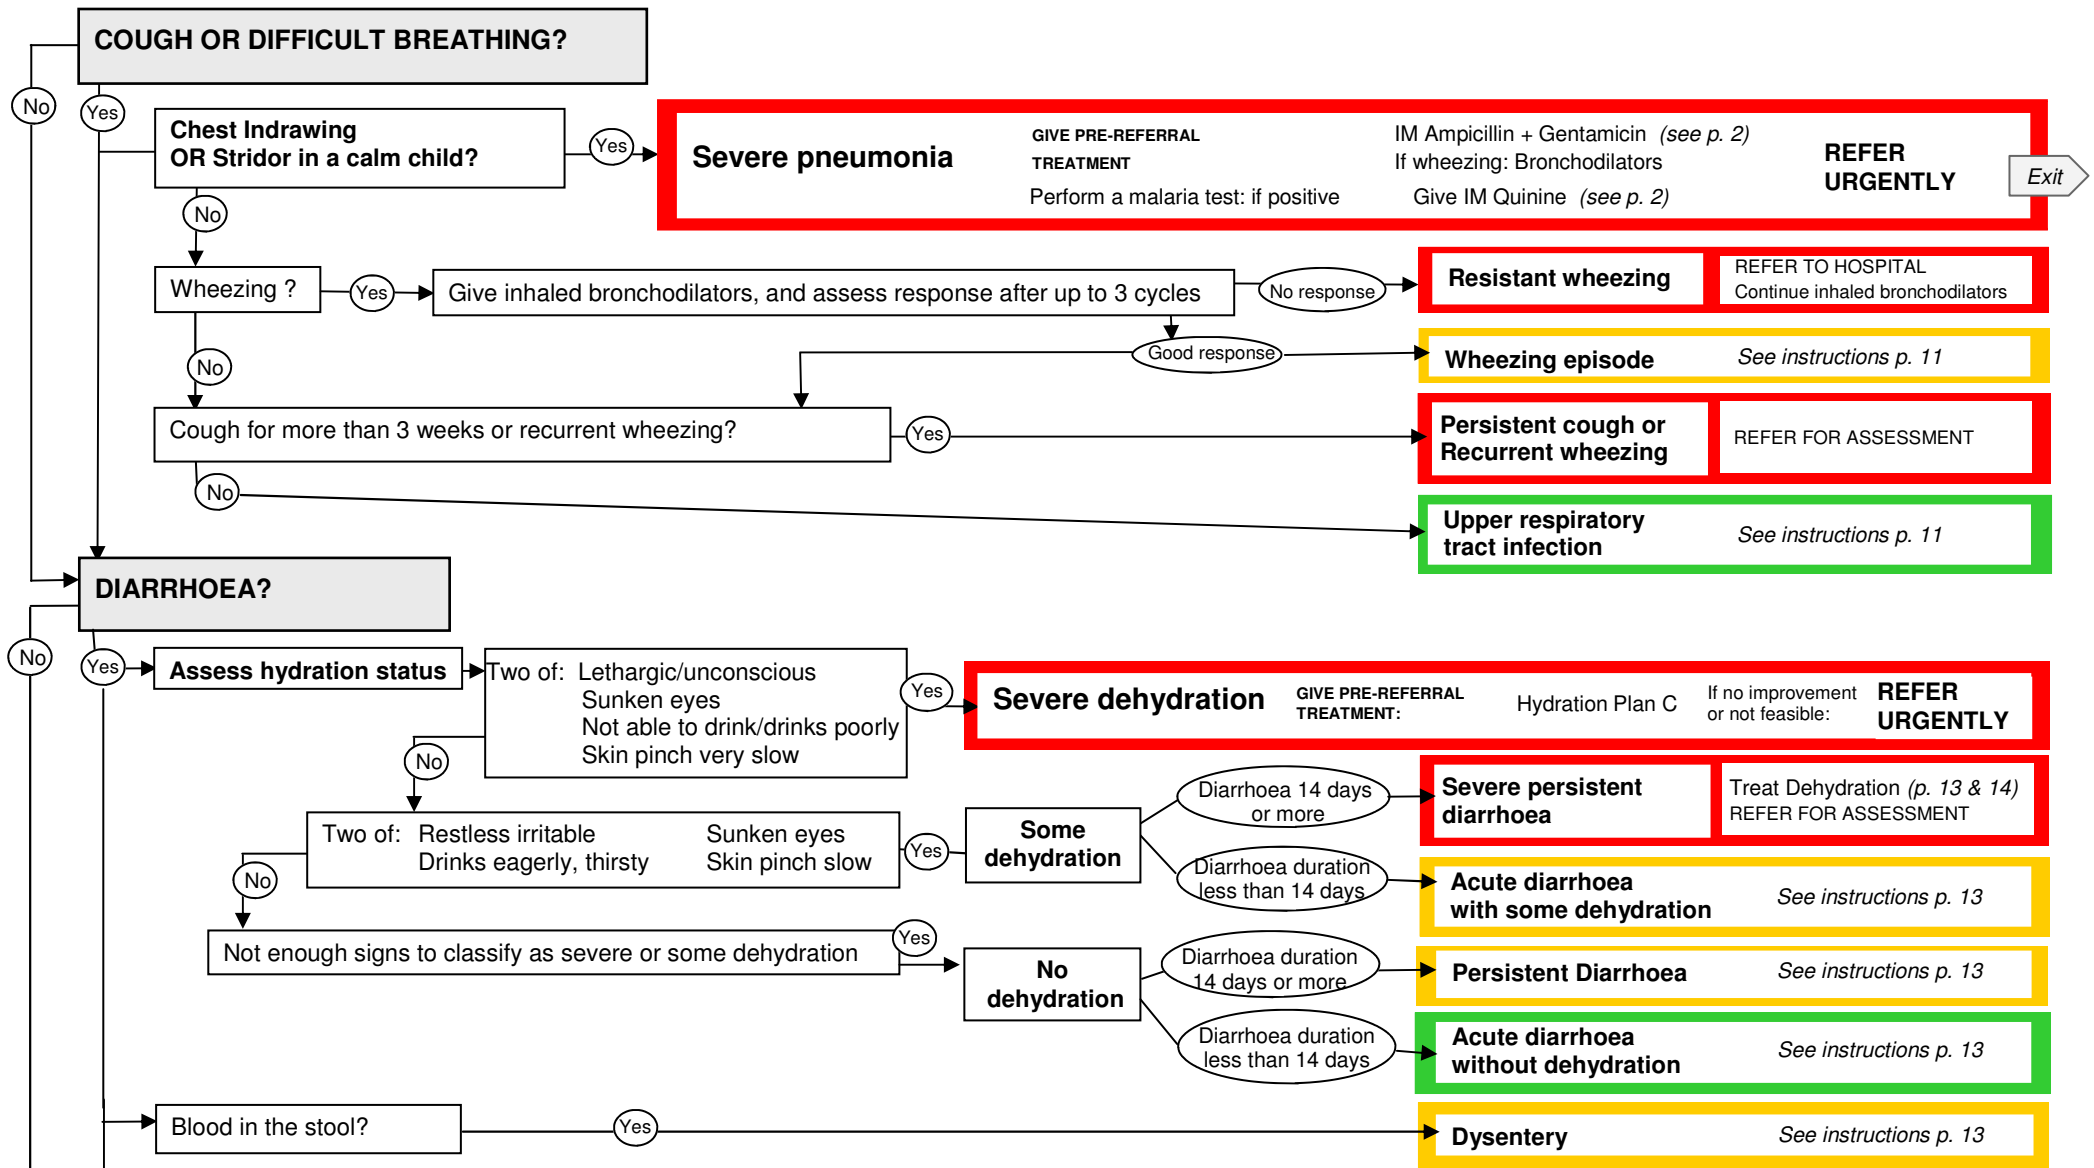 COUGH OR DIFFICULT BREATHING?
No
Yes
Chest Indrawing
OR Stridor in a calm child?
Yes
Severe pneumonia
GIVE PRE-REFERRAL
TREATMENT
IM Ampicillin + Gentamicin (see p. 2)
If wheezing: Bronchodilators
Perform a malaria test: if positive
Give IM Quinine (see p. 2)
REFER
URGENTLY
Exit
No
Wheezing ?
Yes
Give inhaled bronchodilators, and assess response after up to 3 cycles
No response
Resistant wheezing
REFER TO HOSPITAL
Continue inhaled bronchodilators
Good response
Wheezing episode
See instructions p. 11
No
Cough for more than 3 weeks or recurrent wheezing?
Yes
Persistent cough or
Recurrent wheezing
REFER FOR ASSESSMENT
No
Upper respiratory
tract infection
See instructions p. 11
DIARRHOEA?
No
Yes
Assess hydration status
Two of: Lethargic/unconscious
Sunken eyes
Not able to drink/drinks poorly
Skin pinch very slow
Yes
Severe dehydration
GIVE PRE-REFERRAL
TREATMENT:
Hydration Plan C
If no improvement
or not feasible:
REFER
URGENTLY
No
Two of: Restless irritable Sunken eyes
Drinks eagerly, thirsty Skin pinch slow
Yes
Some
dehydration
Diarrhoea 14 days
or more
Severe persistent
diarrhoea
Treat Dehydration (p. 13 & 14)
REFER FOR ASSESSMENT
Diarrhoea duration
less than 14 days
Acute diarrhoea
with some dehydration
See instructions p. 13
No
Not enough signs to classify as severe or some dehydration
Yes
No
dehydration
Diarrhoea duration
14 days or more
Persistent Diarrhoea
See instructions p. 13
Diarrhoea duration
less than 14 days
Acute diarrhoea
without dehydration
See instructions p. 13
Blood in the stool?
Yes
Dysentery
See instructions p. 13